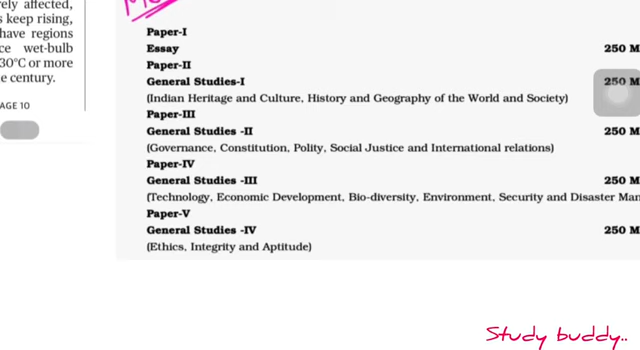 ely affected,
keep rising,
have regions
ce wet-bulb
30°C or more
e century.
AGE 10
Paper-I
Essay 250 M
Paper-II
General Studies-I 250 M
(Indian Heritage and Culture, History and Geography of the World and Society)
Paper-III
General Studies -II 250 M
(Governance, Constitution, Polity, Social Justice and International relations)
Paper-IV
General Studies -III 250 M
(Technology, Economic Development, Bio-diversity, Environment, Security and Disaster Man
Paper-V
General Studies -IV 250 M
(Ethics, Integrity and Aptitude)
Study buddy..